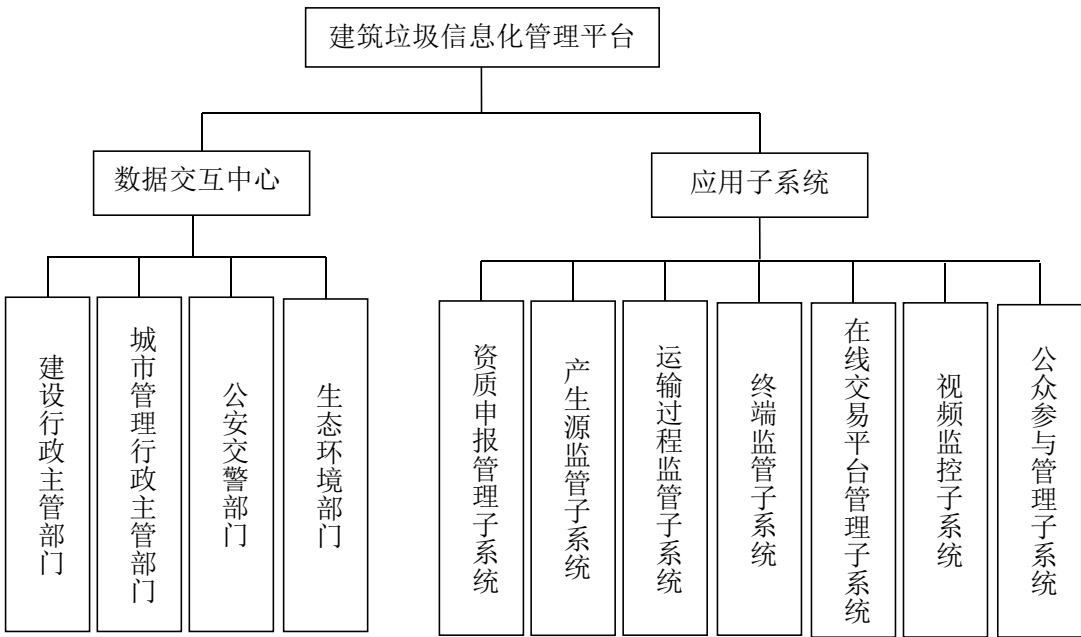 建筑垃圾信息化管理平台
数据交互中心
应用子系统
建设行政主管部门
城市管理行政主管部门
公安交警部门
生态环境部门
资质申报管理子系统
产生源监管子系统
运输过程监管子系统
终端监管子系统
在线交易平台管理子系统
视频监控子系统
公众参与管理子系统